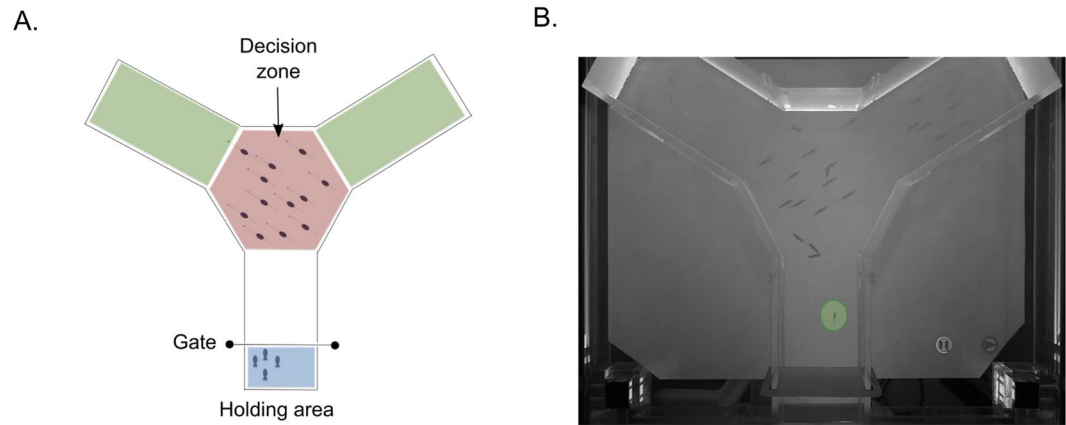 A.
Decision
zone
Gate
Holding area
B.